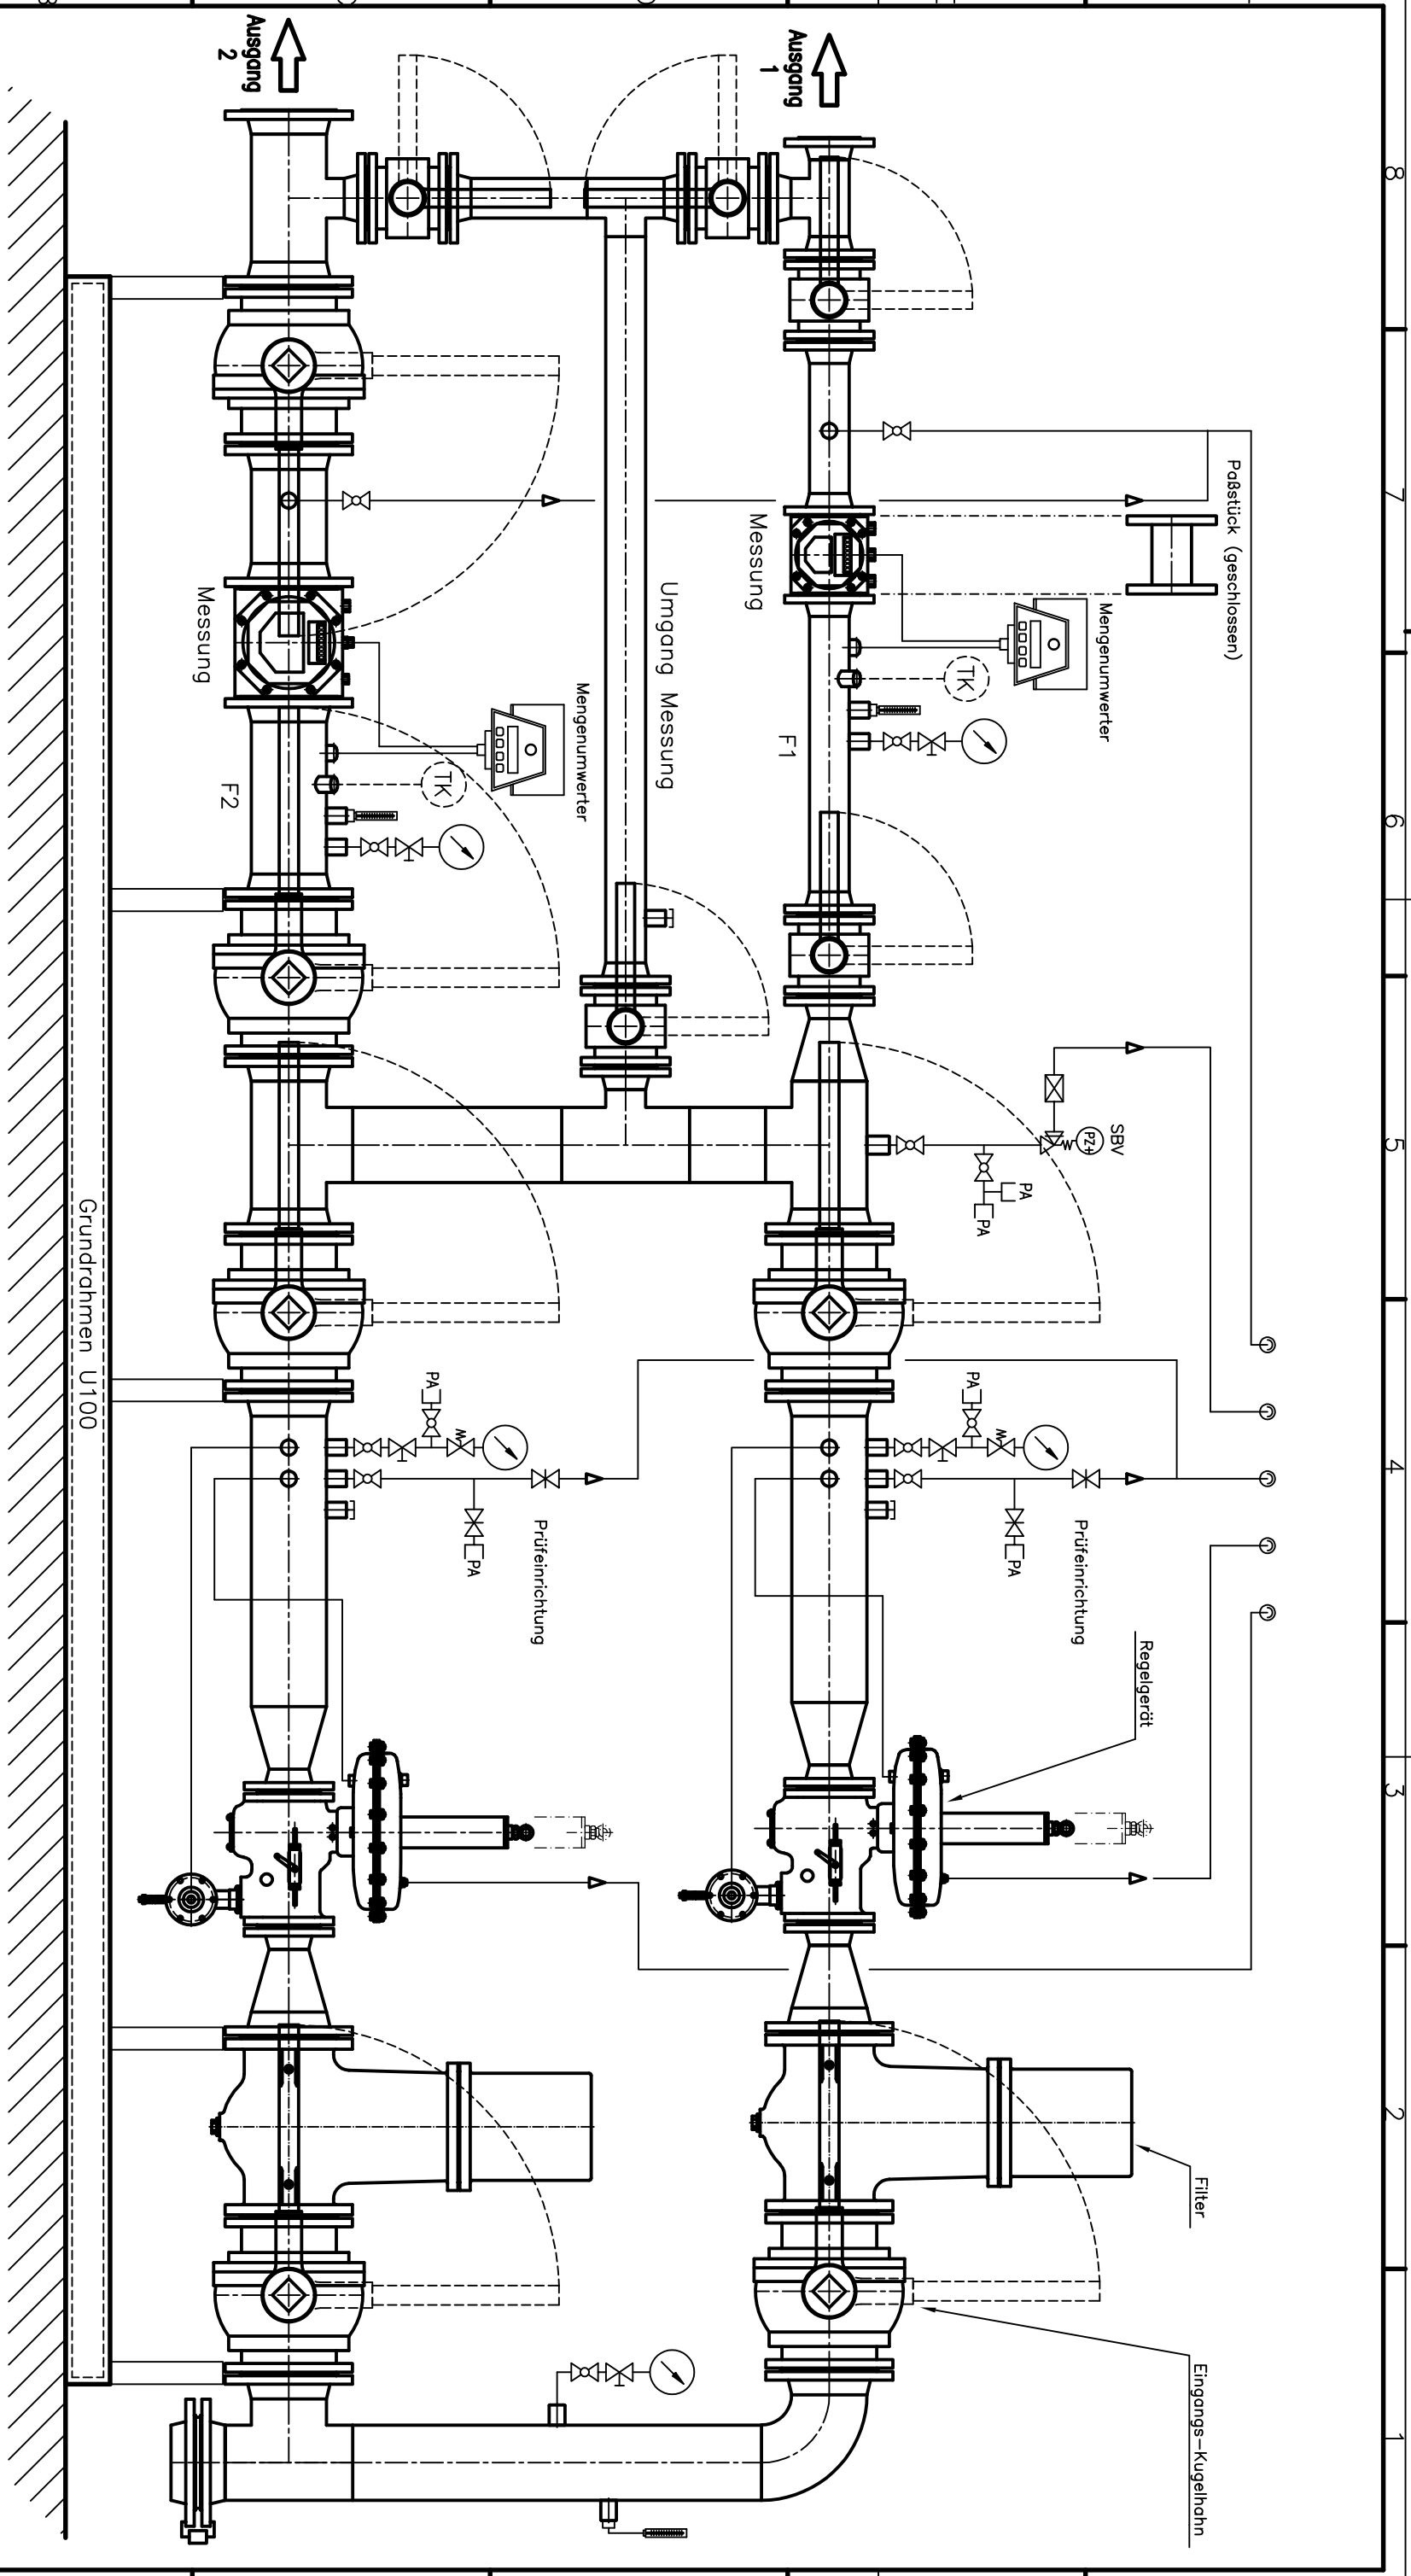 8
7
6
5
4
3
2
1
Ausgang
1
Ausgang
2
Paßstück (geschlossen)
Mengenumwerter
TK
Messung
F1
Umgang Messung
Mengenumwerter
TK
Messung
F2
SBV
PZ+
PA
PA
PA
PA
Prüfeinrichtung
PA
PA
Prüfeinrichtung
Regelgerät
Filter
Eingangs-Kugelhahn
Grundrahmen U100